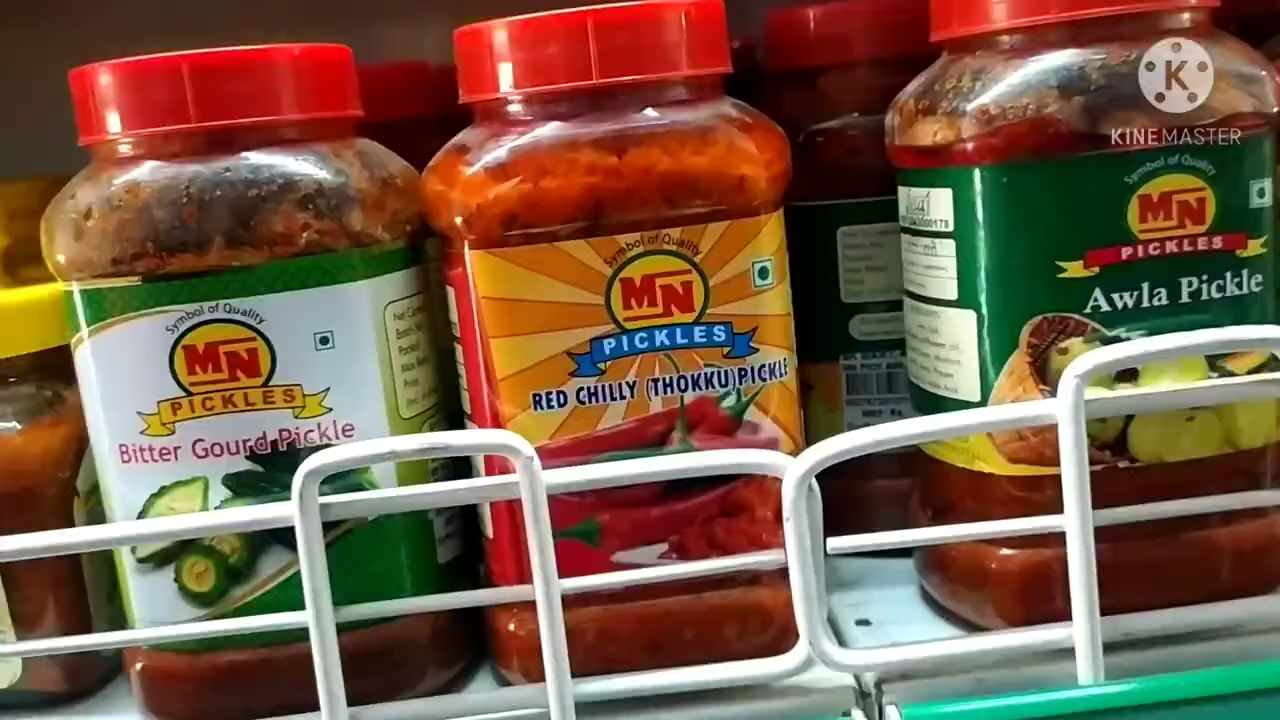 Symbol of Quality
MN
PICKLES
Bitter Gourd Pickle
Symbol of Quality
MN
PICKLES
RED CHILLY (THOKKU) PICKLE
Symbol of Quality
MN
PICKLES
Awla Pickle
KINEMASTER